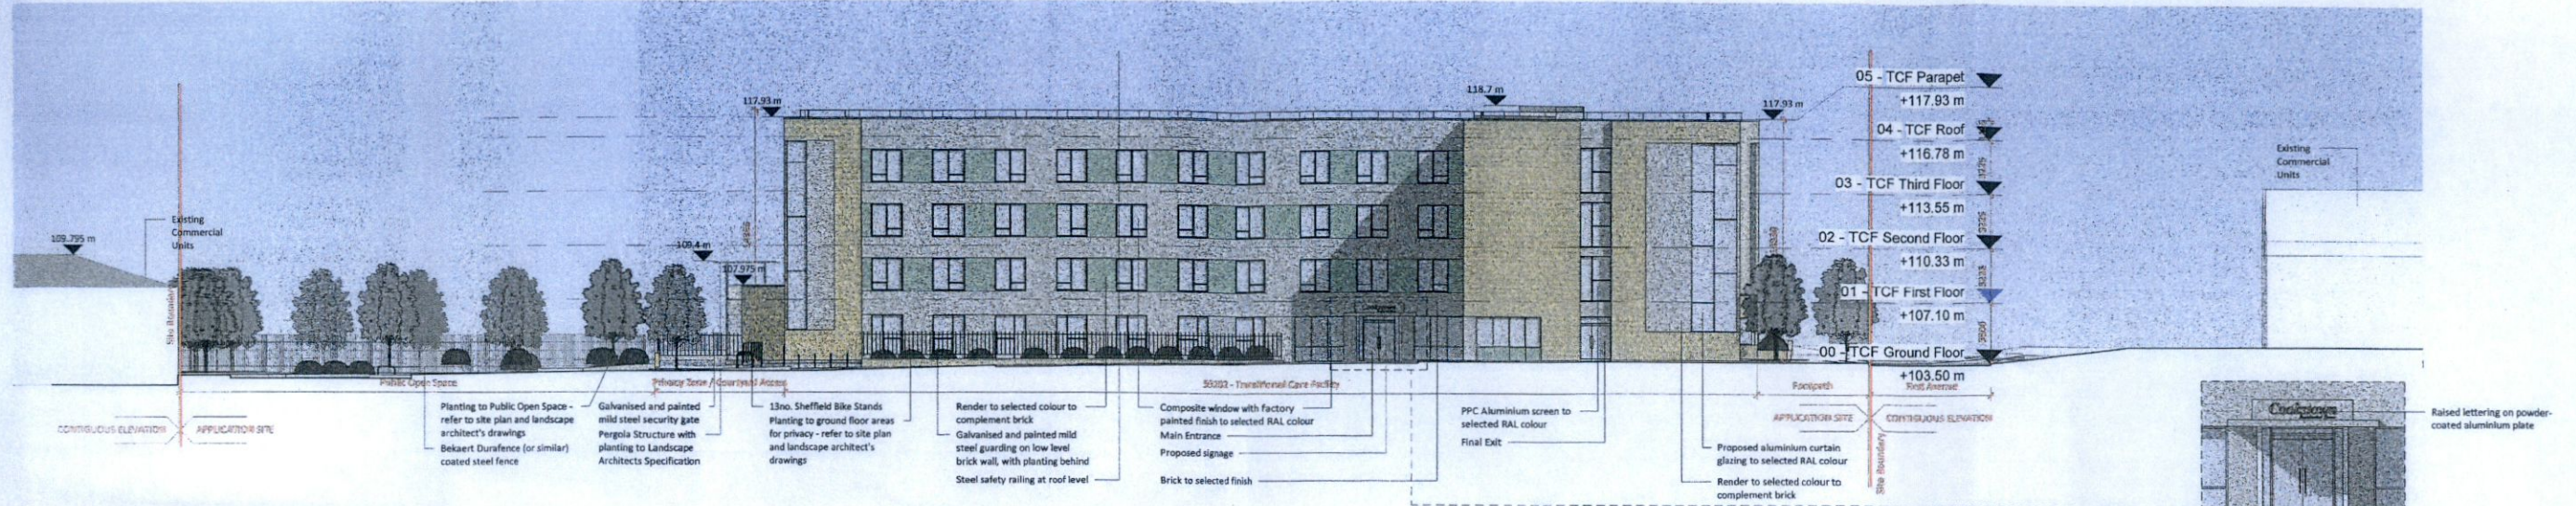 05 - TCF Parapet
+117.93 m
04 - TCF Roof
+116.78 m
03 - TCF Third Floor
+113.55 m
02 - TCF Second Floor
+110.33 m
01 - TCF First Floor
+107.10 m
00 - TCF Ground Floor
+103.50 m
3225
3225
3600
117.93 m
118.7 m
117.93 m
109.795 m
109.4 m
107.975 m
Existing
Commercial
Units
Existing
Commercial
Units
Site Boundary
Public Open Space
Privacy Zone / Courtyard Access
Transitional Care Facility
Footpath
First Avenue
CONTIGUOUS ELEVATION
APPLICATION SITE
APPLICATION SITE
CONTIGUOUS ELEVATION
Site Boundary
Planting to Public Open Space -
refer to site plan and landscape
architect's drawings
Bekaert Durafence (or similar)
coated steel fence
Galvanised and painted
mild steel security gate
Pergola Structure with
planting to Landscape
Architects Specification
13no. Sheffield Bike Stands
Planting to ground floor areas
for privacy - refer to site plan
and landscape architect's
drawings
Render to selected colour to
complement brick
Galvanised and painted mild
steel guarding on low level
brick wall, with planting behind
Steel safety railing at roof level
Composite window with factory
painted finish to selected RAL colour
Main Entrance
Proposed signage
Brick to selected finish
PPC Aluminium screen to
selected RAL colour
Final Exit
Proposed aluminium curtain
glazing to selected RAL colour
Render to selected colour to
complement brick
Raised lettering on powder-
coated aluminium plate